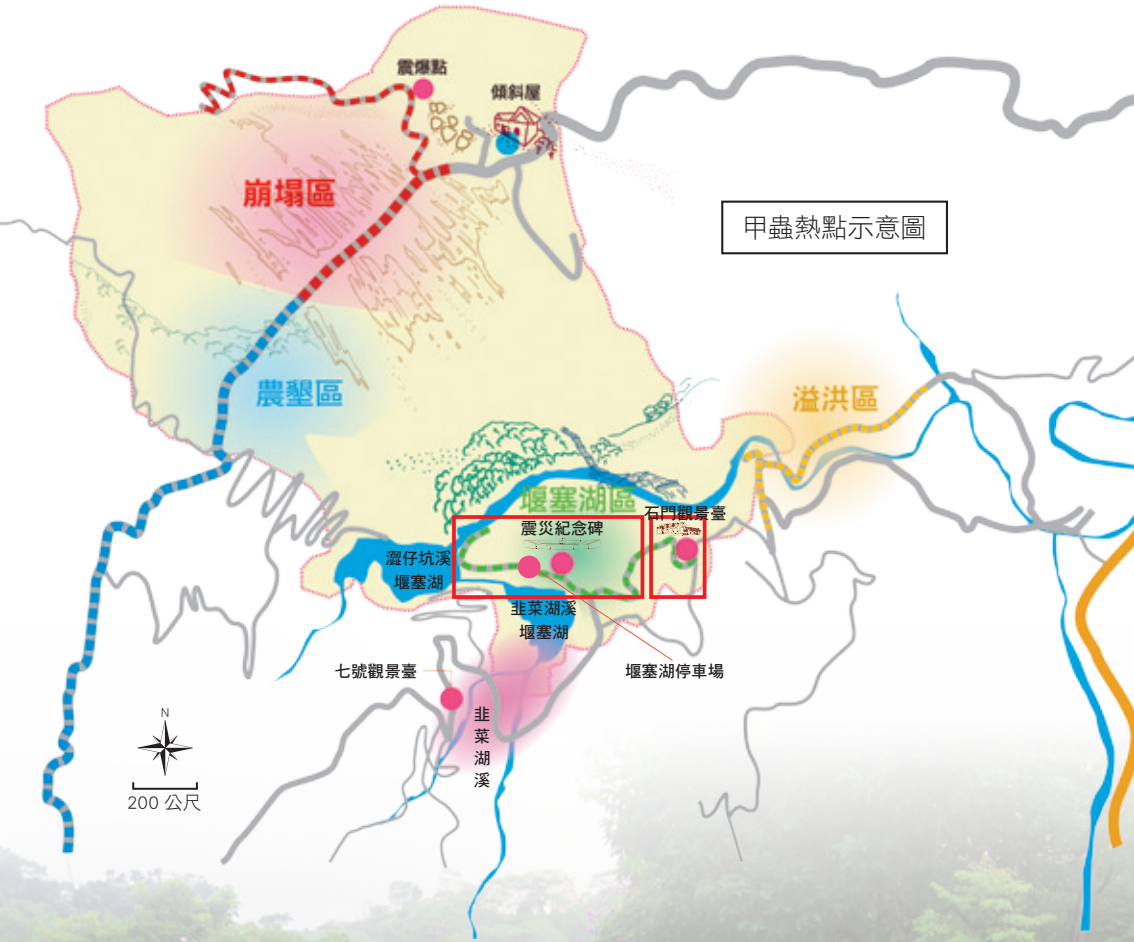 震爆點
傾斜屋
崩塌區
甲蟲熱點示意圖
農墾區
溢洪區
堰塞湖區
石門觀景臺
震災紀念碑
澀仔坑溪
堰塞湖
韭菜湖溪
堰塞湖
七號觀景臺
堰塞湖停車場
韭菜湖溪
N
200 公尺